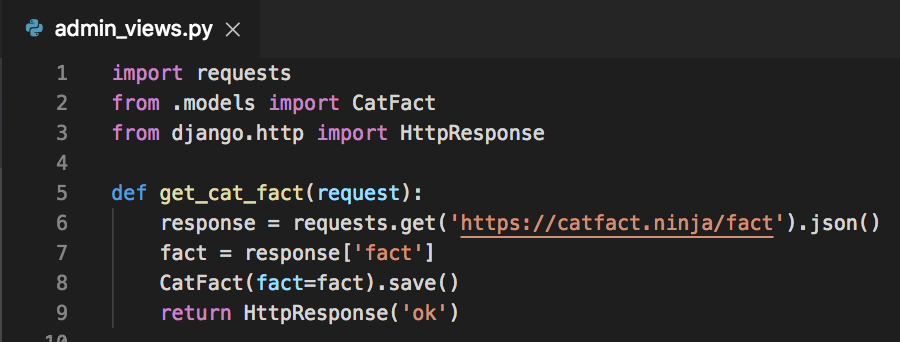 admin_views.py ×
1 import requests
2 from .models import CatFact
3 from django.http import HttpResponse
4
5 def get_cat_fact(request):
6     response = requests.get('https://catfact.ninja/fact').json()
7     fact = response['fact']
8     CatFact(fact=fact).save()
9     return HttpResponse('ok')
10